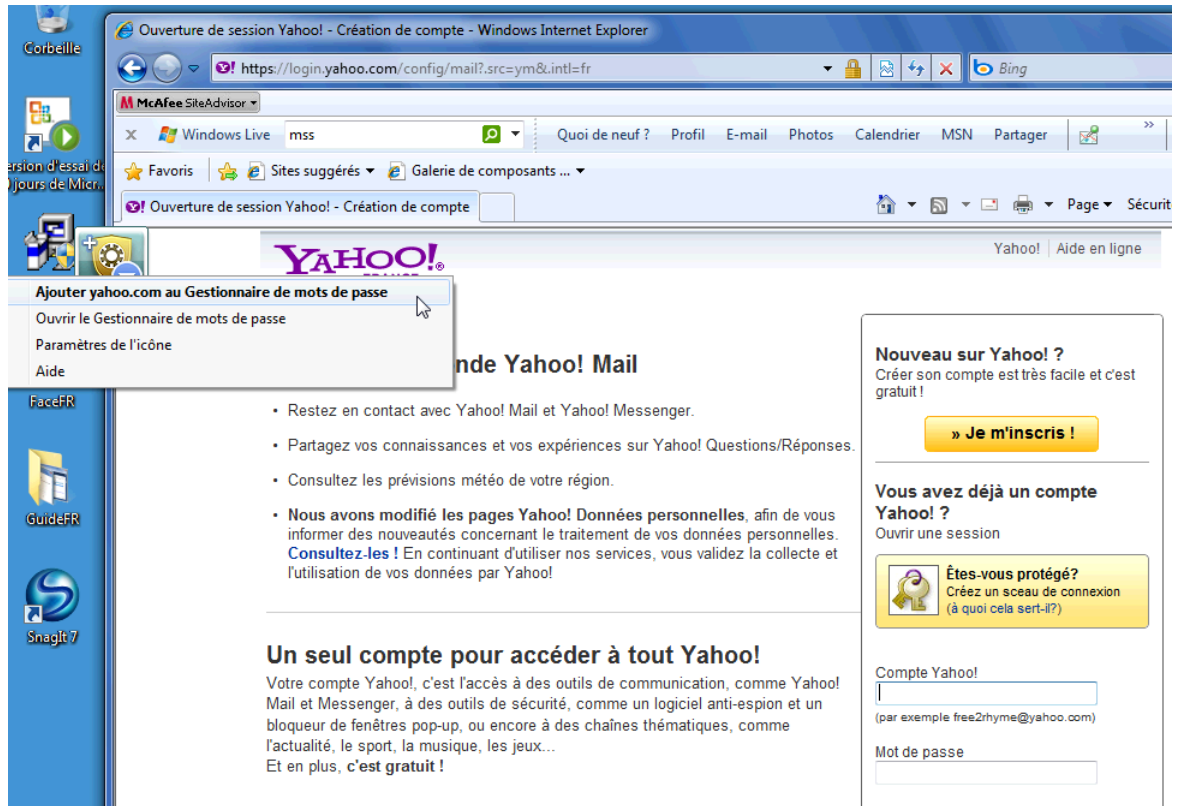 Corbeille
Ouverture de session Yahoo! - Création de compte - Windows Internet Explorer
https://login.yahoo.com/config/mail?.src=ym&.intl=fr
Bing
McAfee SiteAdvisor
x Windows Live mss Quoi de neuf ? Profil E-mail Photos Calendrier MSN Partager »
ersion d'essai de
jours de Micr...
Favoris Sites suggérés Galerie de composants ...
Ouverture de session Yahoo! - Création de compte
Page Sécurit
YAHOO!
Yahoo! | Aide en ligne
Ajouter yahoo.com au Gestionnaire de mots de passe
Ouvrir le Gestionnaire de mots de passe
Paramètres de l'icône
Aide
FaceFR
GuideFR
SnagIt 7
nde Yahoo! Mail
• Restez en contact avec Yahoo! Mail et Yahoo! Messenger.
• Partagez vos connaissances et vos expériences sur Yahoo! Questions/Réponses.
• Consultez les prévisions météo de votre région.
• Nous avons modifié les pages Yahoo! Données personnelles, afin de vous
informer des nouveautés concernant le traitement de vos données personnelles.
Consultez-les ! En continuant d'utiliser nos services, vous validez la collecte et
l'utilisation de vos données par Yahoo!
Un seul compte pour accéder à tout Yahoo!
Votre compte Yahoo!, c'est l'accès à des outils de communication, comme Yahoo!
Mail et Messenger, à des outils de sécurité, comme un logiciel anti-espion et un
bloqueur de fenêtres pop-up, ou encore à des chaînes thématiques, comme
l'actualité, le sport, la musique, les jeux...
Et en plus, c'est gratuit !
Nouveau sur Yahoo! ?
Créer son compte est très facile et c'est
gratuit !
» Je m'inscris !
Vous avez déjà un compte
Yahoo! ?
Ouvrir une session
Êtes-vous protégé?
Créez un sceau de connexion
(à quoi cela sert-il?)
Compte Yahoo!
(par exemple free2rhyme@yahoo.com)
Mot de passe